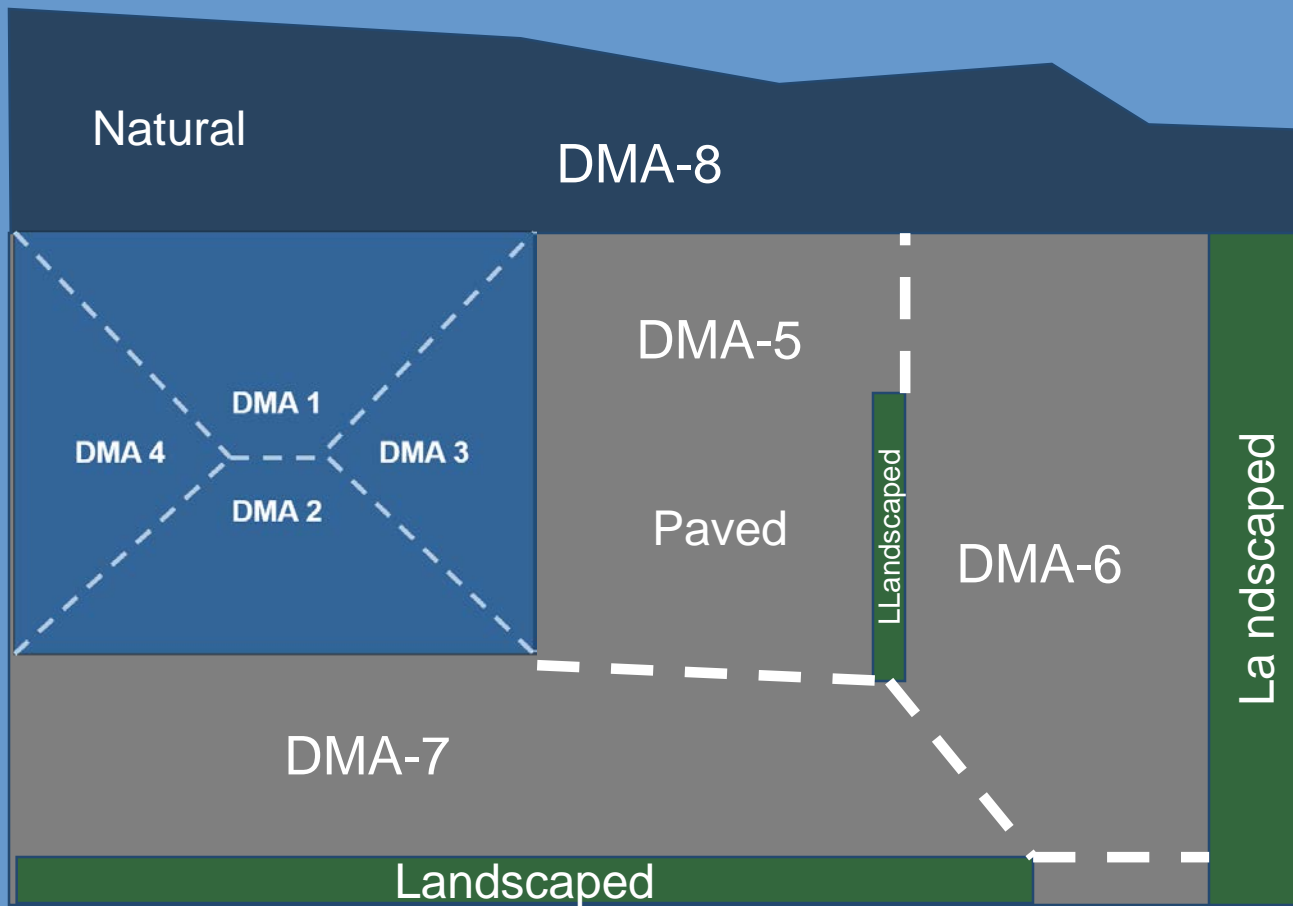 Natural
DMA-8
DMA-5
DMA 1
DMA 4
DMA 3
DMA 2
Paved
LLandscaped
DMA-6
La ndscaped
DMA-7
Landscaped